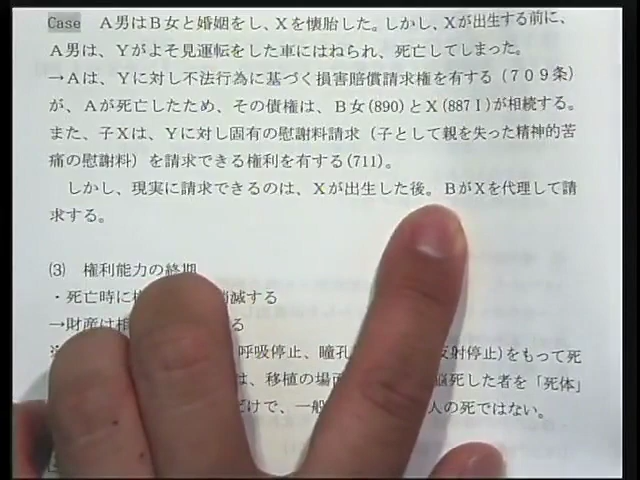 Case　Ａ男はＢ女と婚姻をし、Ｘを懐胎した。しかし、Ｘが出生する前に、
Ａ男は、Ｙがよそ見運転をした車にはねられ、死亡してしまった。
→Ａは、Ｙに対し不法行為に基づく損害賠償請求権を有する（７０９条）
が、Ａが死亡したため、その債権は、Ｂ女(890)とＸ(887Ⅰ)が相続する。
また、子Ｘは、Ｙに対し固有の慰謝料請求（子として親を失った精神的苦
痛の慰謝料）を請求できる権利を有する(711)。
しかし、現実に請求できるのは、Ｘが出生した後。ＢがＸを代理して請
求する。
(3)　権利能力の終期
・死亡時に 消滅する
→財産は相 る
呼吸停止、瞳孔 反射停止)をもって死
は、移植の場 脳死した者を「死体」
だけで、一般 人の死ではない。